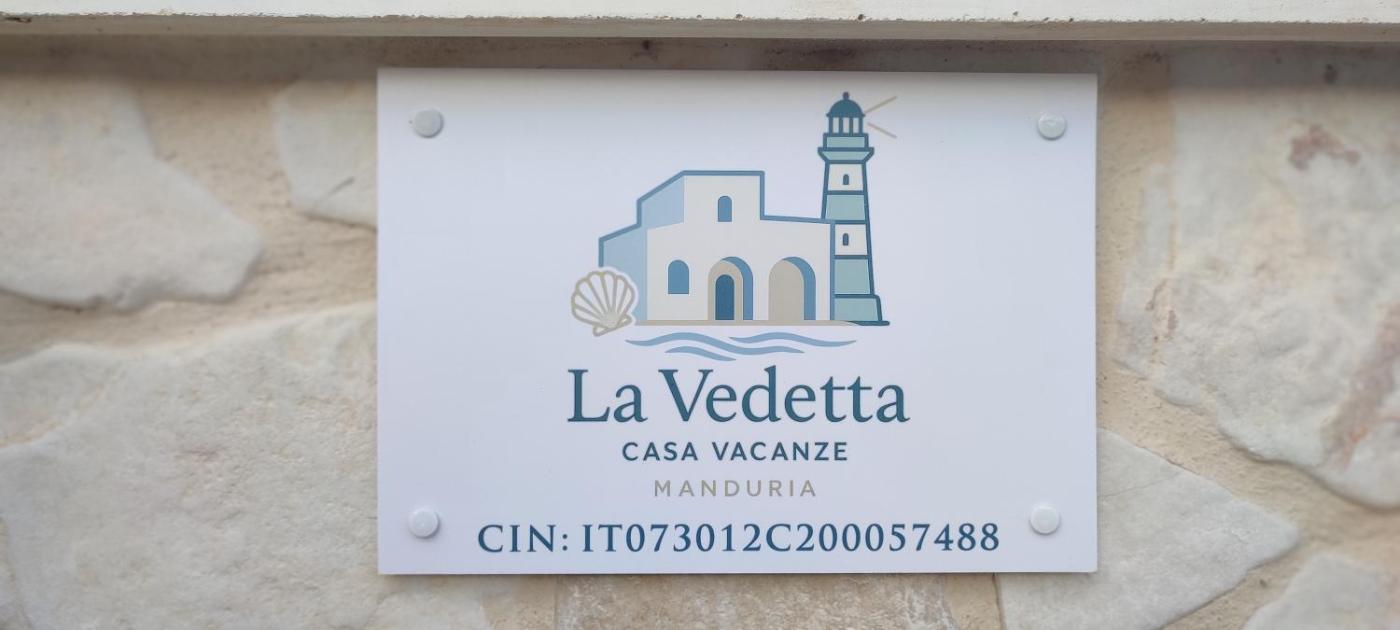 La Vedetta
CASA VACANZE
MANDURIA
CIN: IT073012C200057488